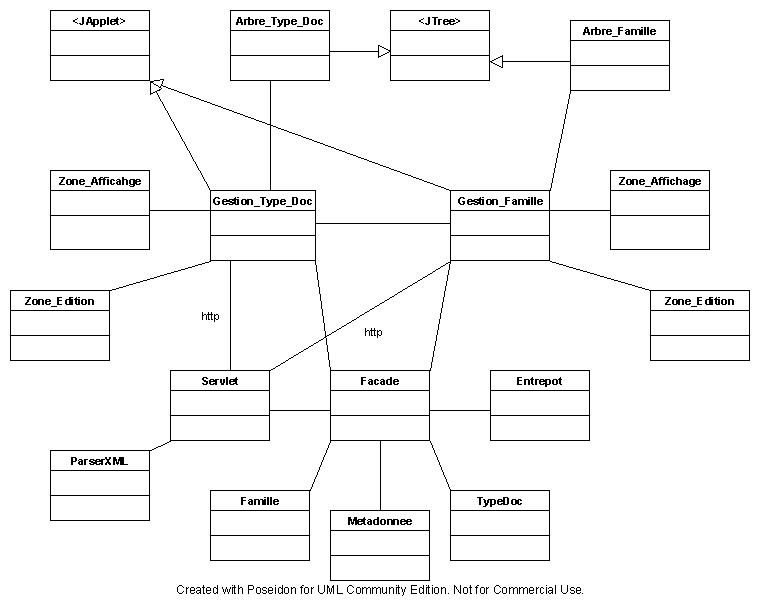 <JApplet>
Arbre_Type_Doc
<JTree>
Arbre_Famille
Zone_Afficahge
Gestion_Type_Doc
Gestion_Famille
Zone_Affichage
Zone_Edition
Zone_Edition
http
http
Servlet
Facade
Entrepot
ParserXML
Famille
Metadonnee
TypeDoc
Created with Poseidon for UML Community Edition. Not for Commercial Use.